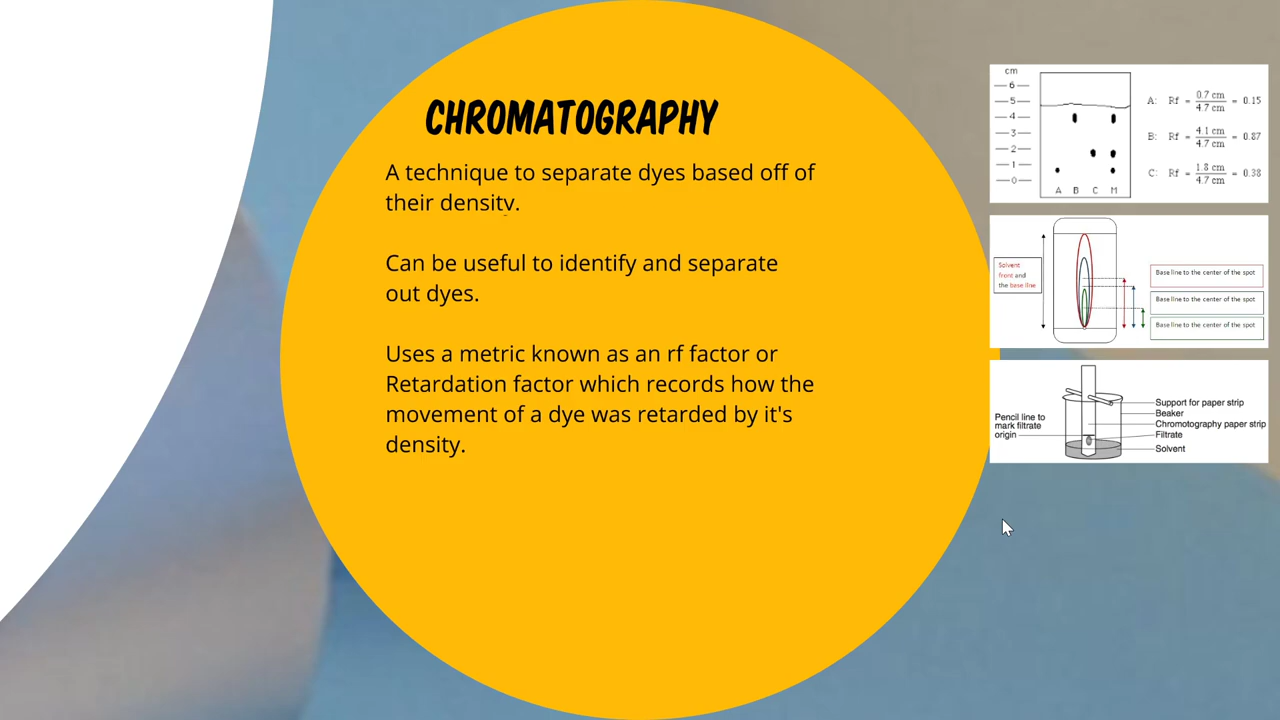 CHROMATOGRAPHY
A technique to separate dyes based off of
their density.
Can be useful to identify and separate
out dyes.
Uses a metric known as an rf factor or
Retardation factor which records how the
movement of a dye was retarded by it's
density.
cm
6
5
4
3
2
1
0
A B C M
A: Rf = 0.7 cm / 4.7 cm = 0.15
B: Rf = 4.1 cm / 4.7 cm = 0.87
C: Rf = 1.8 cm / 4.7 cm = 0.38
Solvent
front and
the base line
Base line to the center of the spot
Base line to the center of the spot
Base line to the center of the spot
Pencil line to
mark filtrate
origin
Support for paper strip
Beaker
Chromotography paper strip
Filtrate
Solvent